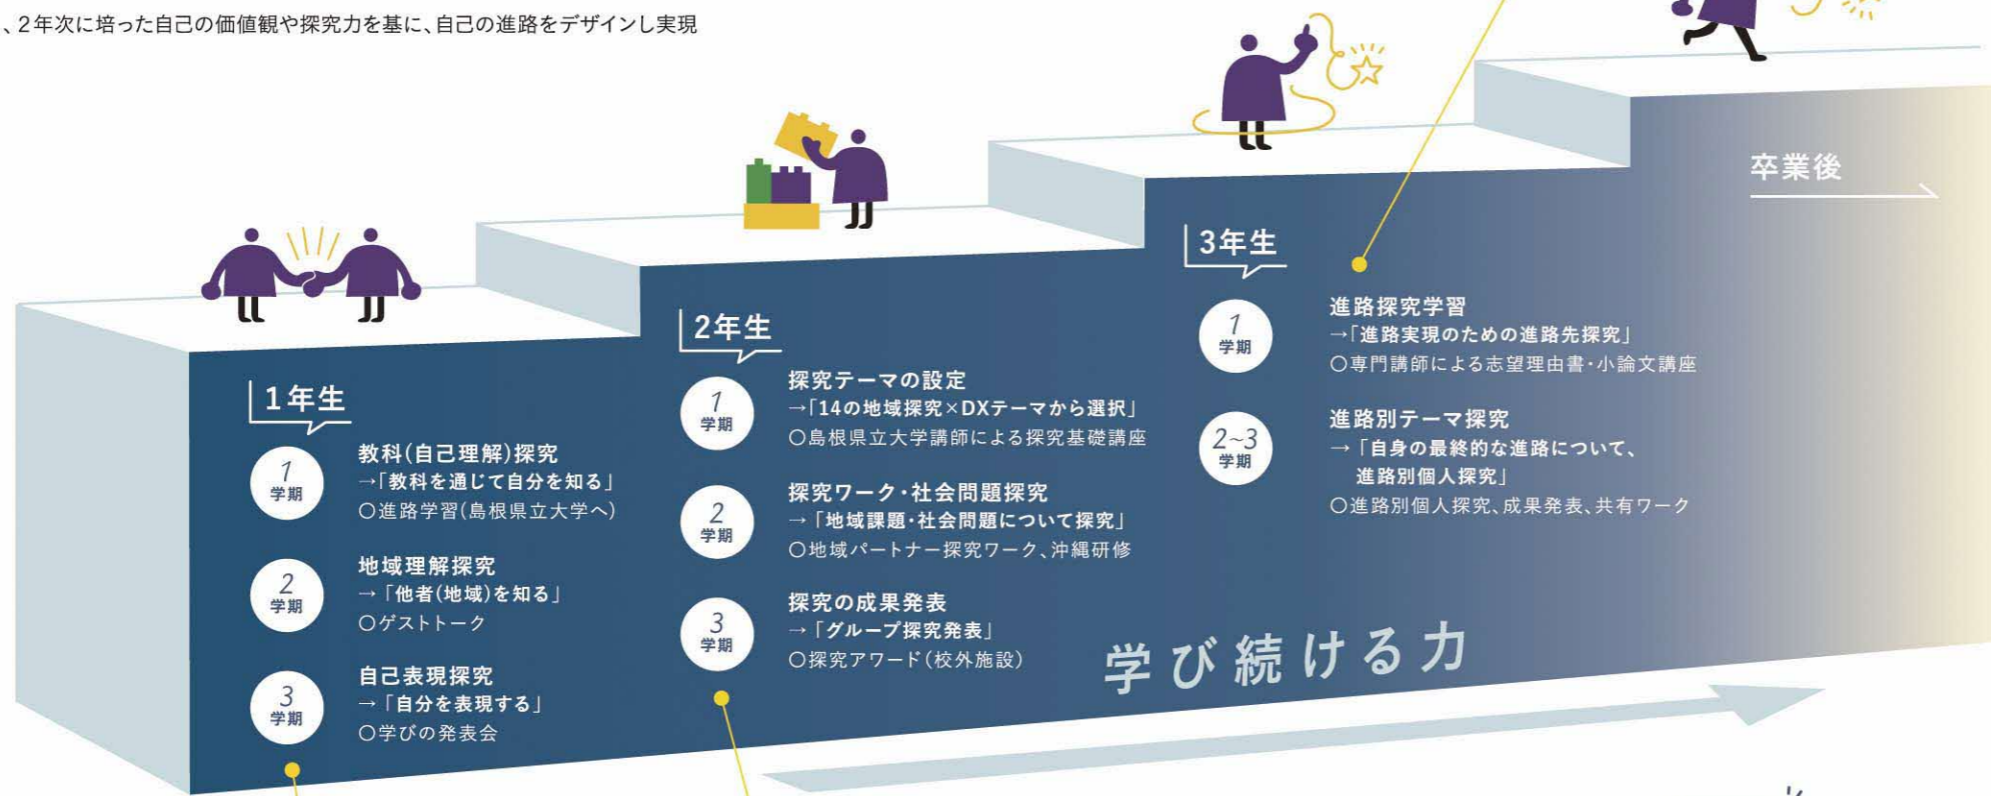 、2年次に培った自己の価値観や探究力を基に、自己の進路をデザインし実現
1年生
1
学期
教科(自己理解)探究
→「教科を通じて自分を知る」
○進路学習(島根県立大学へ)
2
学期
地域理解探究
→「他者(地域)を知る」
○ゲストトーク
3
学期
自己表現探究
→「自分を表現する」
○学びの発表会
2年生
1
学期
探究テーマの設定
→「14の地域探究×DXテーマから選択」
○島根県立大学講師による探究基礎講座
2
学期
探究ワーク・社会問題探究
→「地域課題・社会問題について探究」
○地域パートナー探究ワーク、沖縄研修
3
学期
探究の成果発表
→「グループ探究発表」
○探究アワード(校外施設)
3年生
1
学期
進路探究学習
→「進路実現のための進路先探究」
○専門講師による志望理由書・小論文講座
2~3
学期
進路別テーマ探究
→「自身の最終的な進路について、
進路別個人探究」
○進路別個人探究、成果発表、共有ワーク
卒業後
学び続ける力